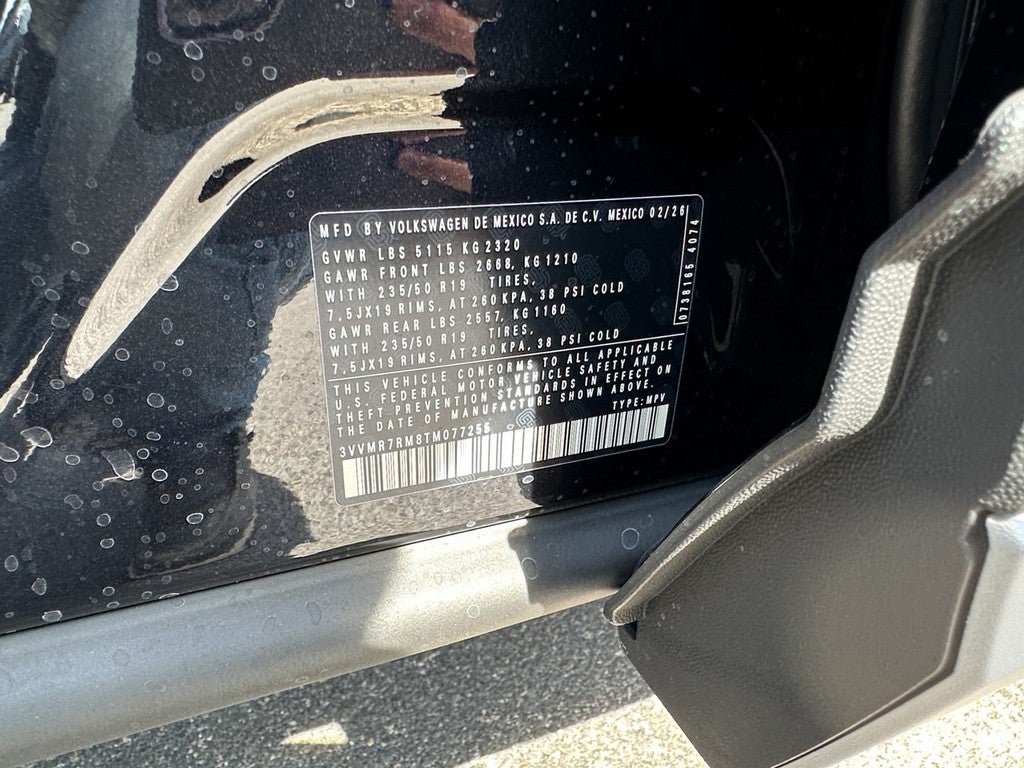 MFD BY VOLKSWAGEN DE MEXICO S.A. DE C.V. MEXICO 02/26
GVWR LBS 5115 KG 2320
GAWR FRONT LBS 2668, KG 1210
WITH 235/50 R19 TIRES.
7.5JX19 RIMS, AT 260 KPA, 38 PSI COLD
GAWR REAR LBS 2557, KG 1160
WITH 235/50 R19 TIRES.
7.5JX19 RIMS, AT 260 KPA, 38 PSI COLD
THIS VEHICLE CONFORMS TO ALL APPLICABLE
U.S. FEDERAL MOTOR VEHICLE SAFETY AND
THEFT PREVENTION STANDARDS IN EFFECT ON
THE DATE OF MANUFACTURE SHOWN ABOVE.
3VVMR7RM8TM077255 TYPE: MPV
0730165 4074